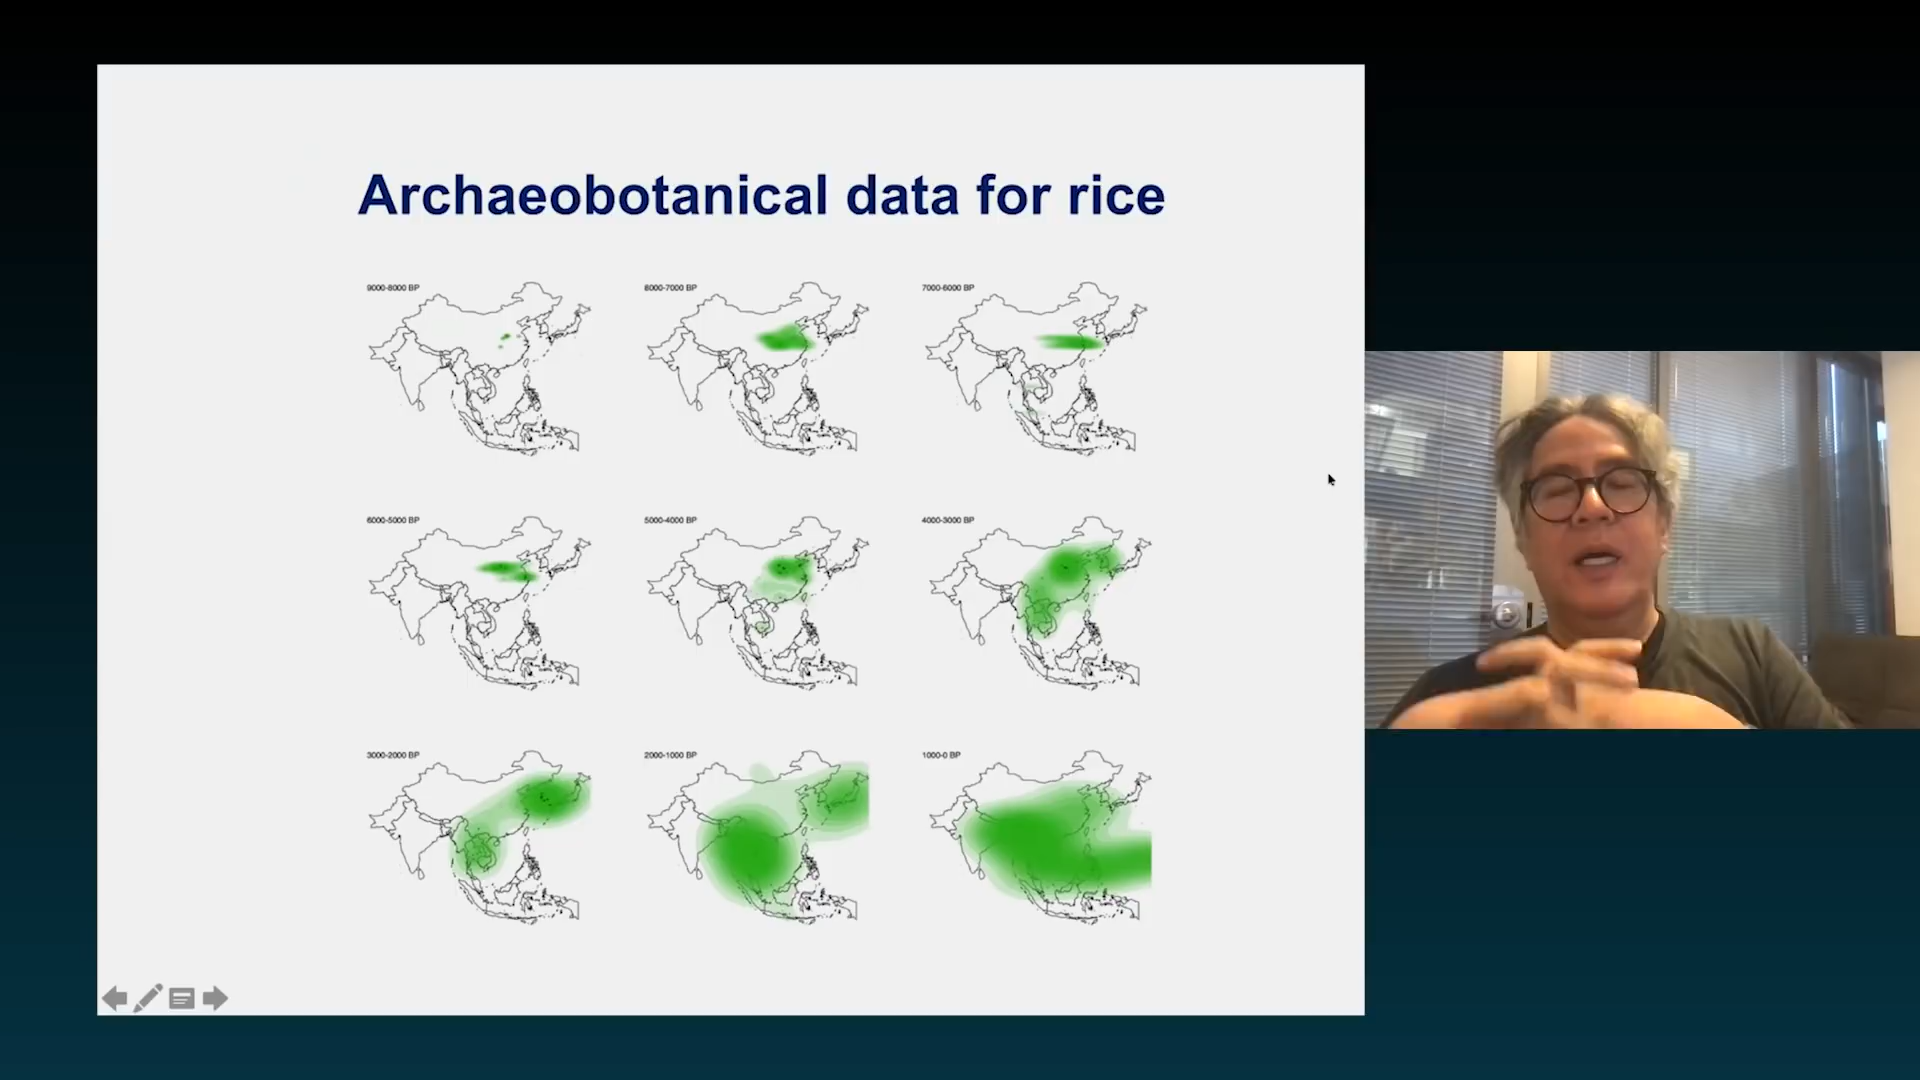 Archaeobotanical data for rice
9000-8000 BP
8000-7000 BP
7000-6000 BP
6000-5000 BP
5000-4000 BP
4000-3000 BP
3000-2000 BP
2000-1000 BP
1000-0 BP